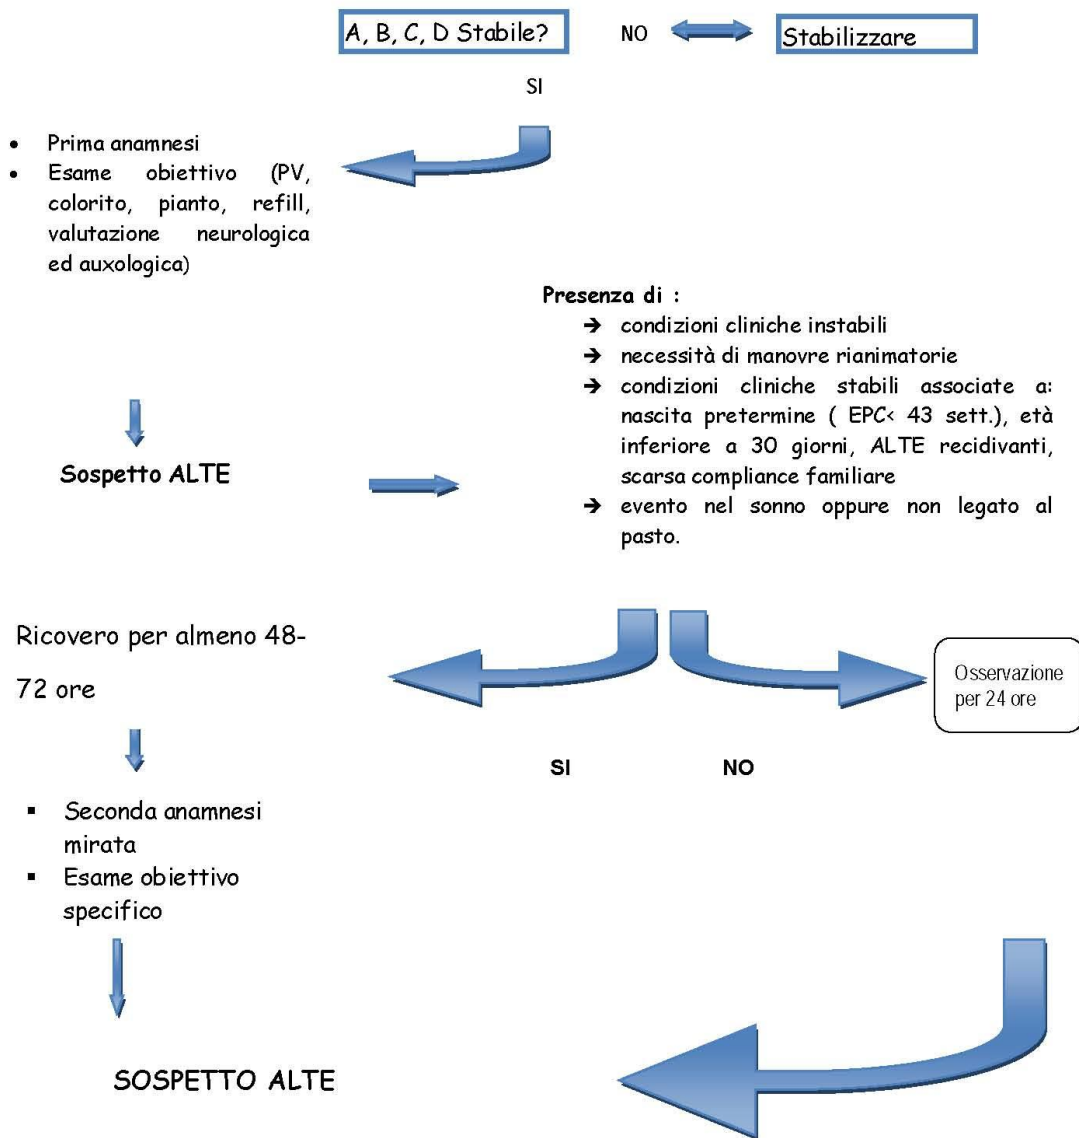 A, B, C, D Stabile?
NO
Stabilizzare
SI
• Prima anamnesi
• Esame obiettivo (PV,
colorito, pianto, refill,
valutazione neurologica
ed auxologica)
Presenza di :
➔ condizioni cliniche instabili
➔ necessità di manovre rianimatorie
➔ condizioni cliniche stabili associate a:
nascita pretermine ( EPC< 43 sett.), età
inferiore a 30 giorni, ALTE recidivanti,
scarsa compliance familiare
➔ evento nel sonno oppure non legato al
pasto.
Sospetto ALTE
Ricovero per almeno 48-
72 ore
Osservazione
per 24 ore
SI
NO
▪ Seconda anamnesi
mirata
▪ Esame obiettivo
specifico
SOSPETTO ALTE